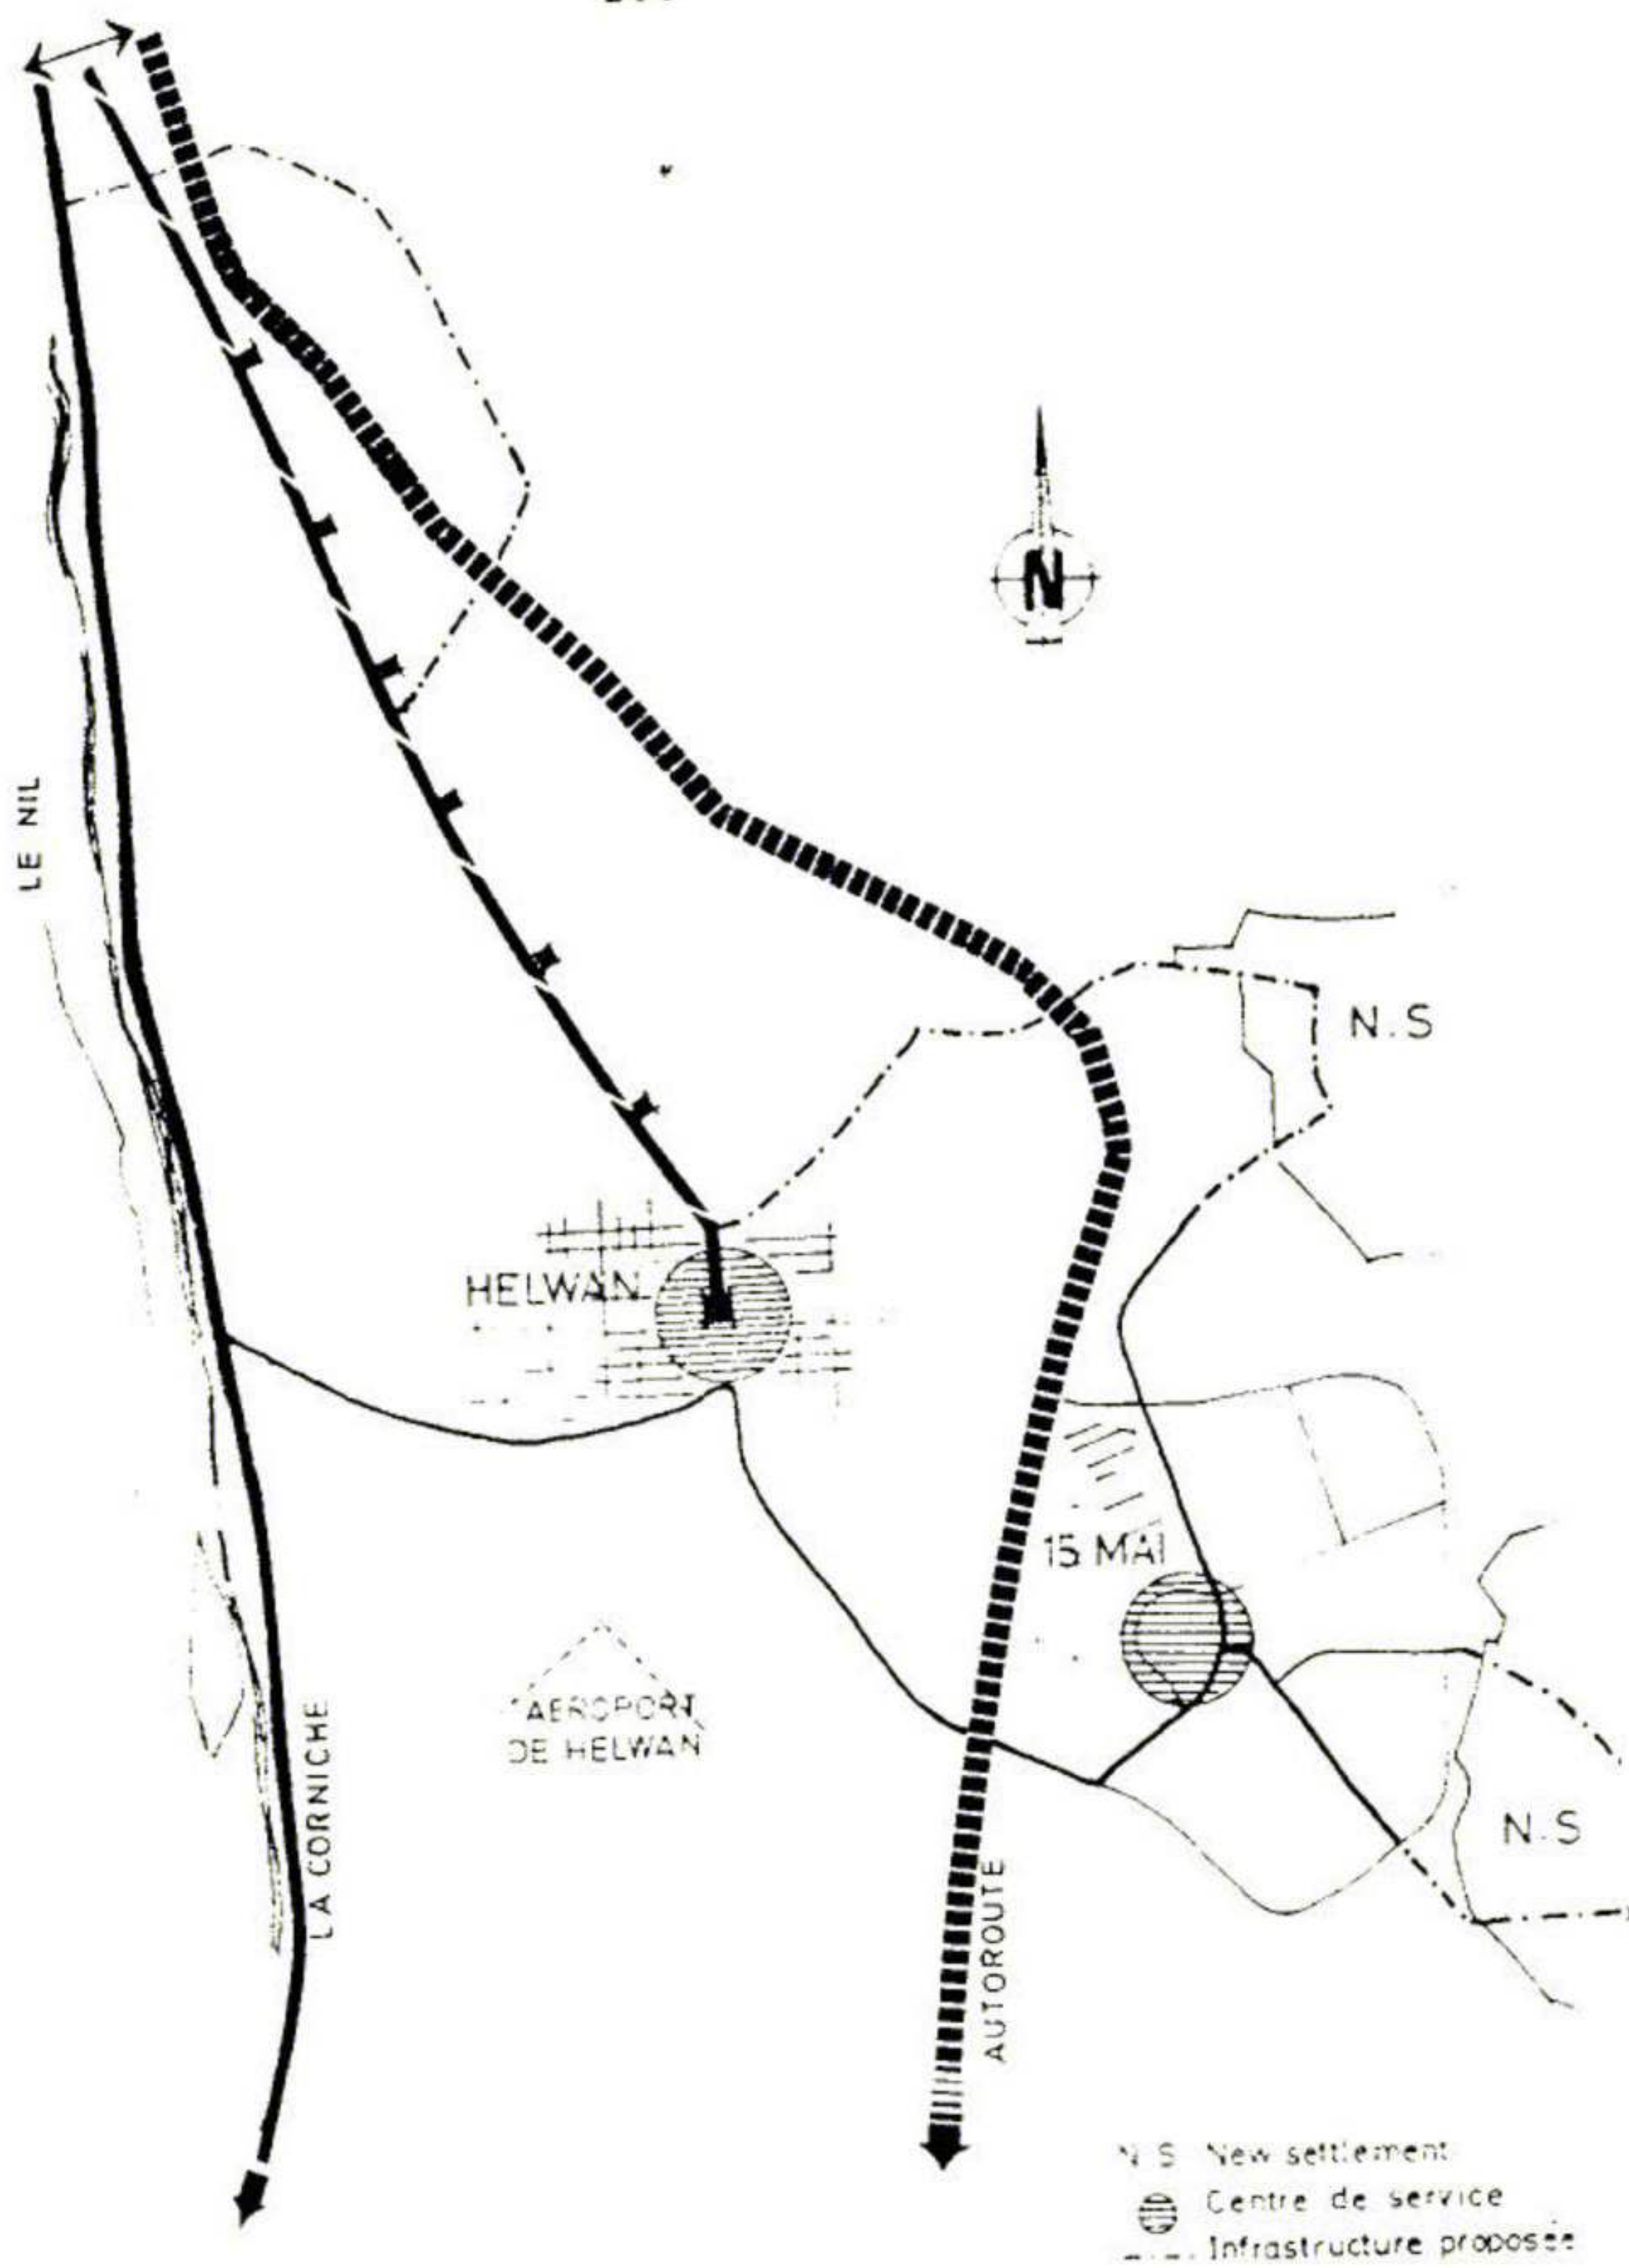 LE NIL
N
N.S
HELWAN
15 MAI
AEROPORT
DE HELWAN
LA CORNICHE
N.S
AUTOROUTE
N S New settlement
Centre de service
Infrastructure proposée